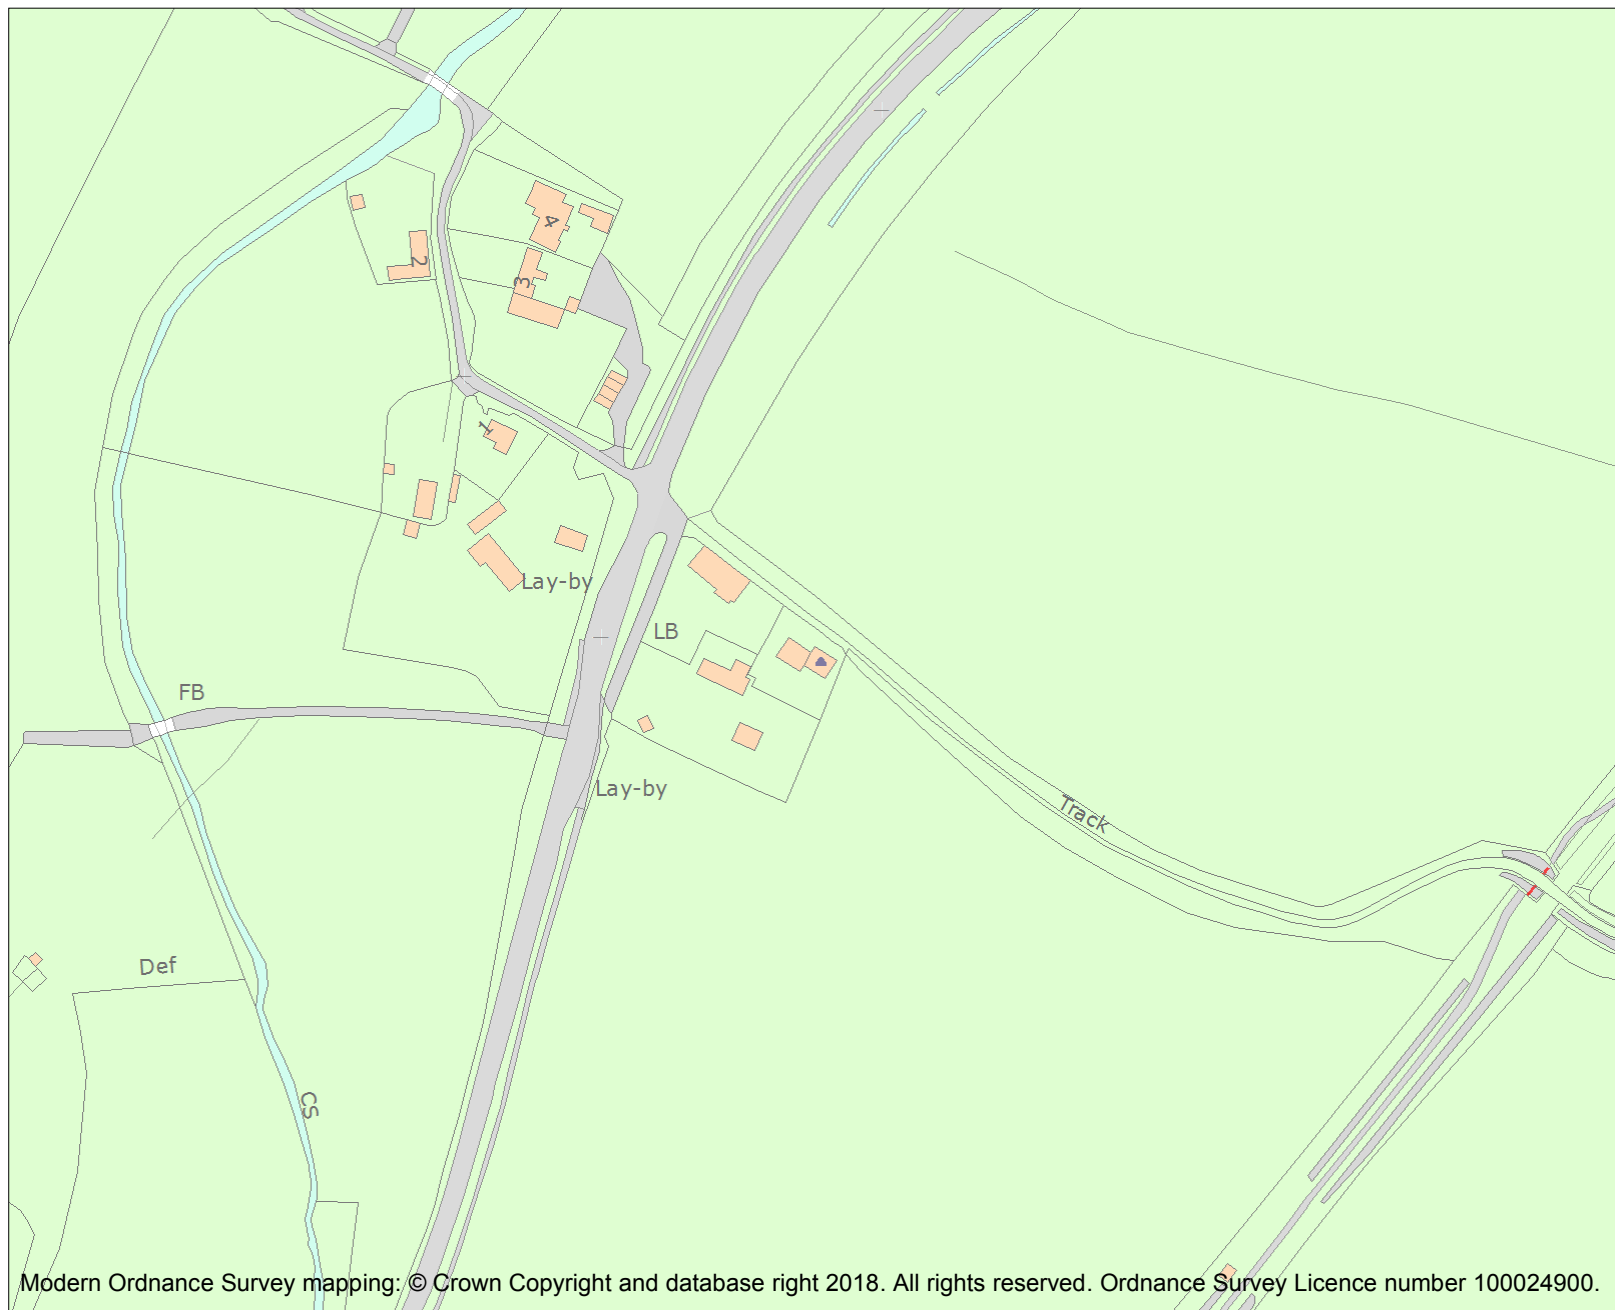 4
2
3
1
Lay-by
LB
FB
Lay-by
Track
Def
CS
Modern Ordnance Survey mapping: © Crown Copyright and database right 2018. All rights reserved. Ordnance Survey Licence number 100024900.